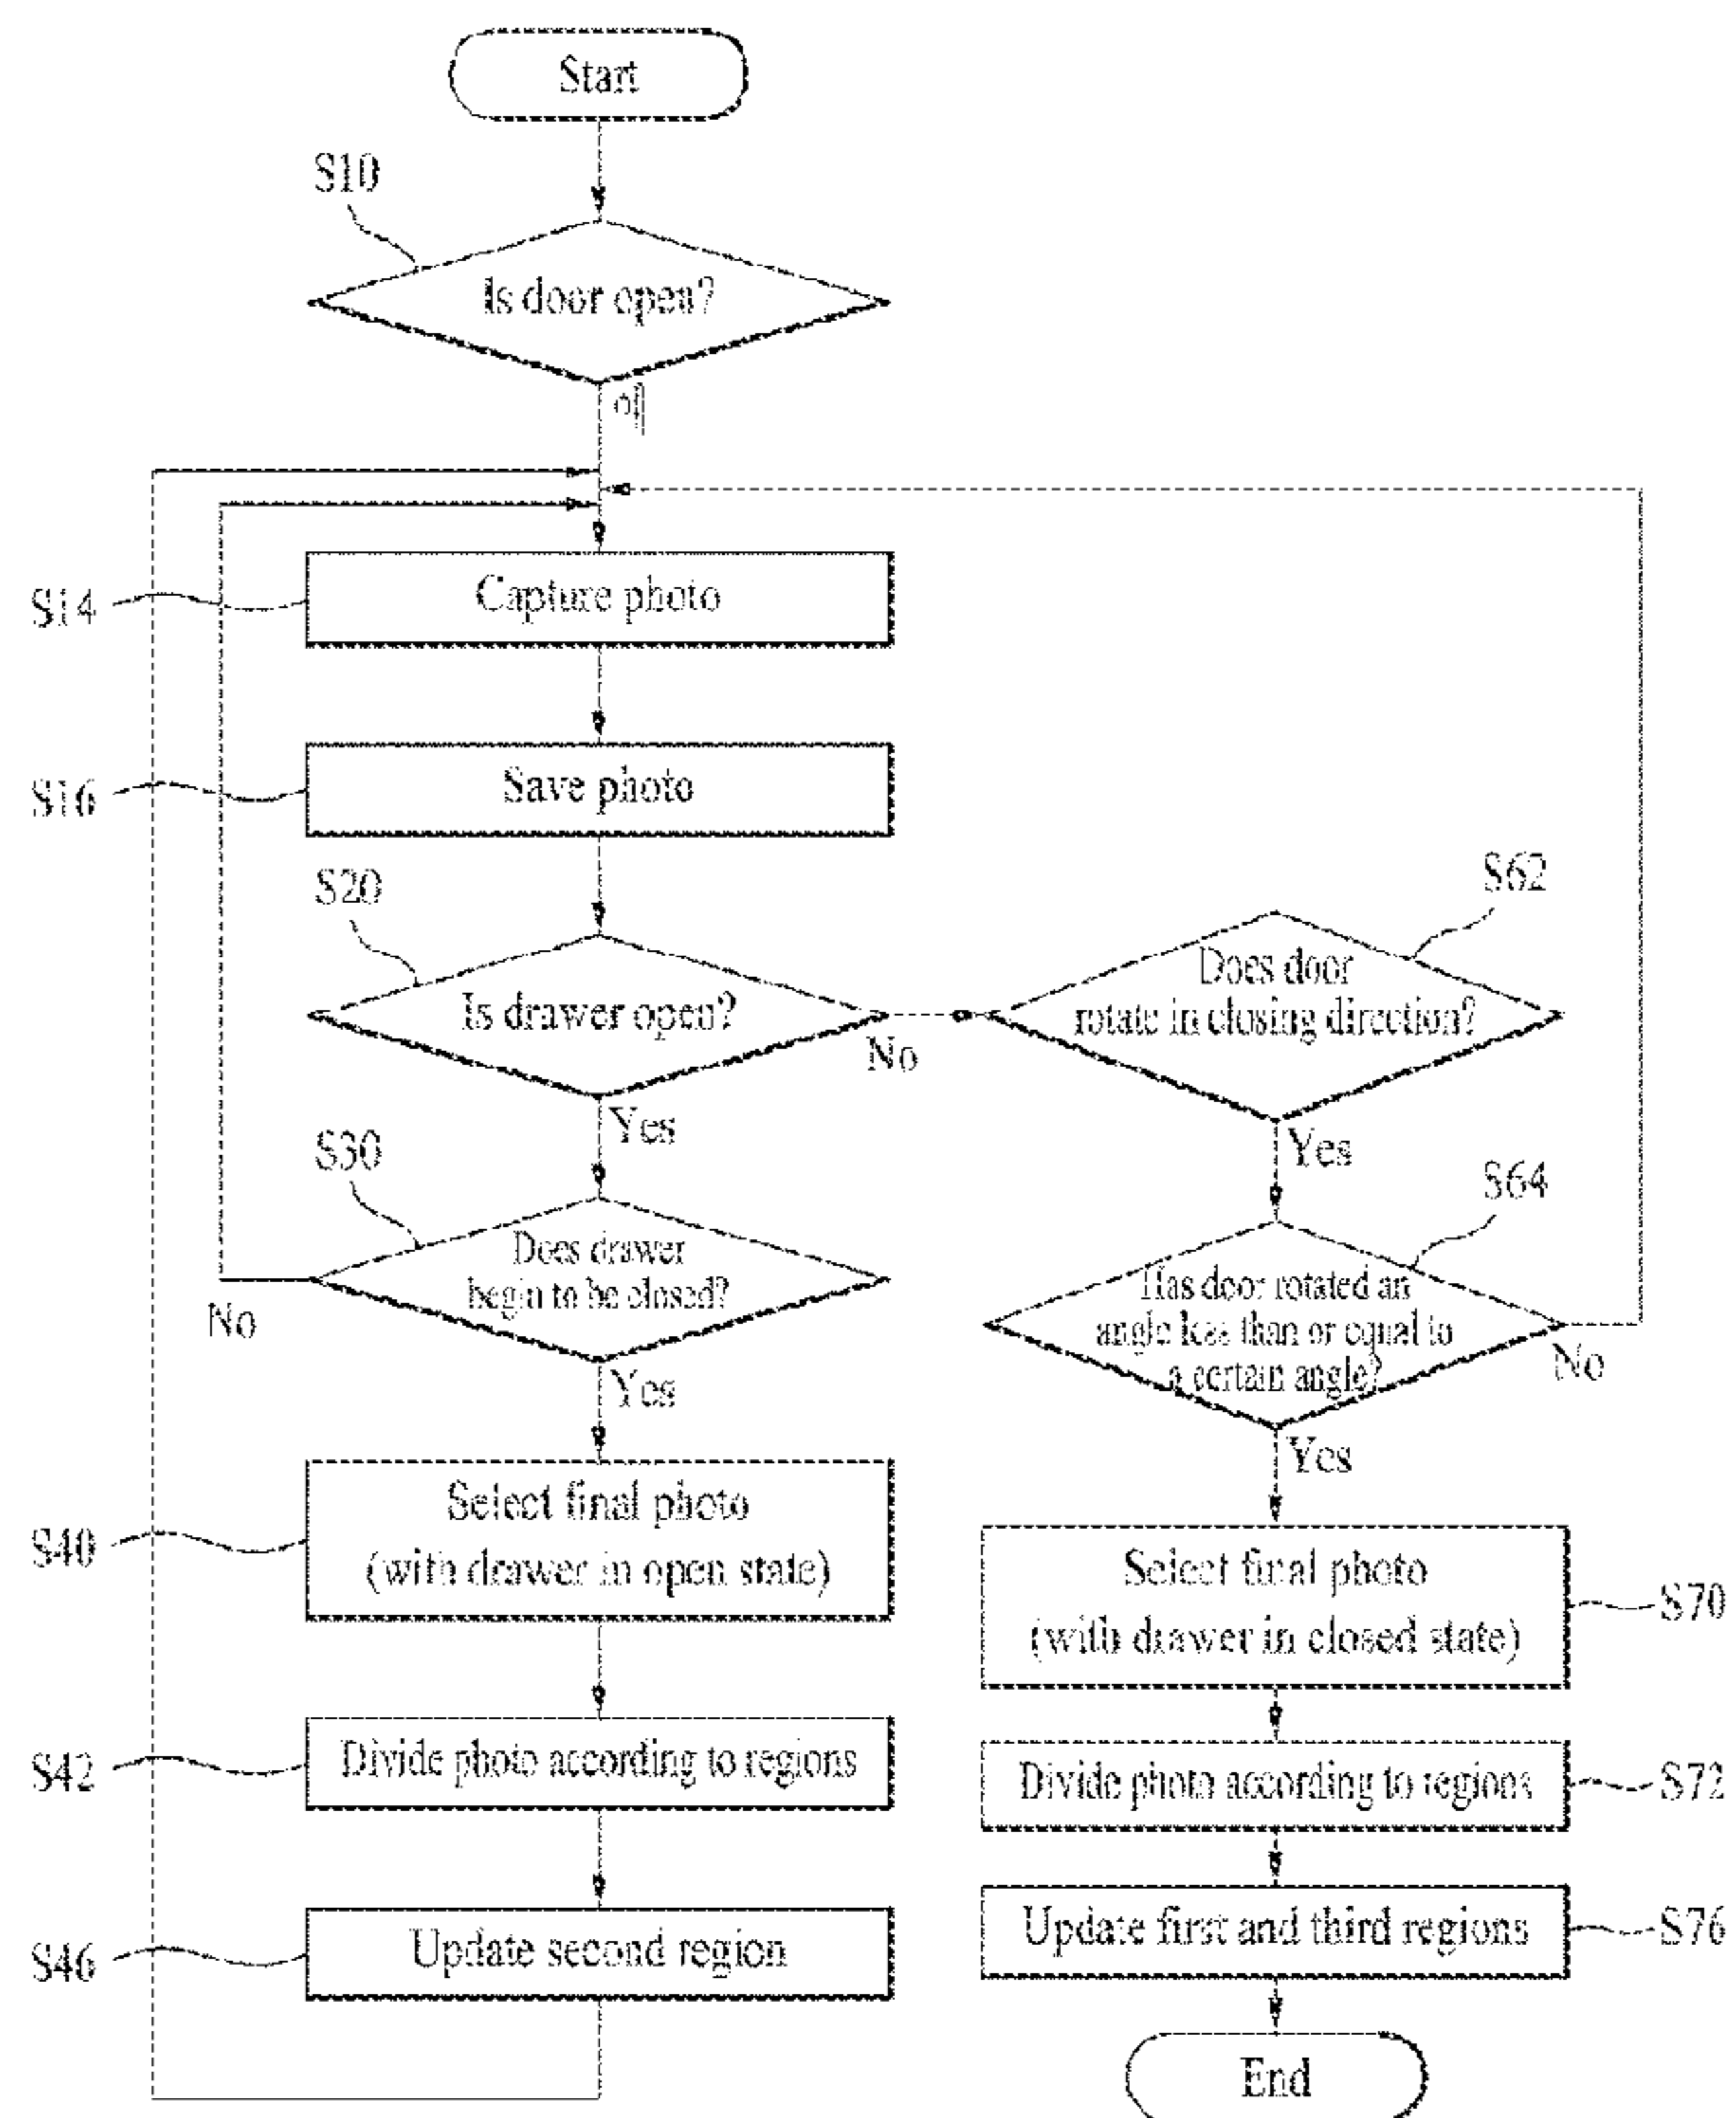 Start
S10
Is door open?
예
S14
Capture photo
S16
Save photo
S20
Is drawer open?
No
Yes
S62
Does door
rotate in closing direction?
Yes
S30
Does drawer
begin to be closed?
No
Yes
S64
Has door rotated an
angle less than or equal to
a certain angle?
No
Yes
S40
Select final photo
(with drawer in open state)
S70
Select final photo
(with drawer in closed state)
S42
Divide photo according to regions
S72
Divide photo according to regions
S46
Update second region
S76
Update first and third regions
End